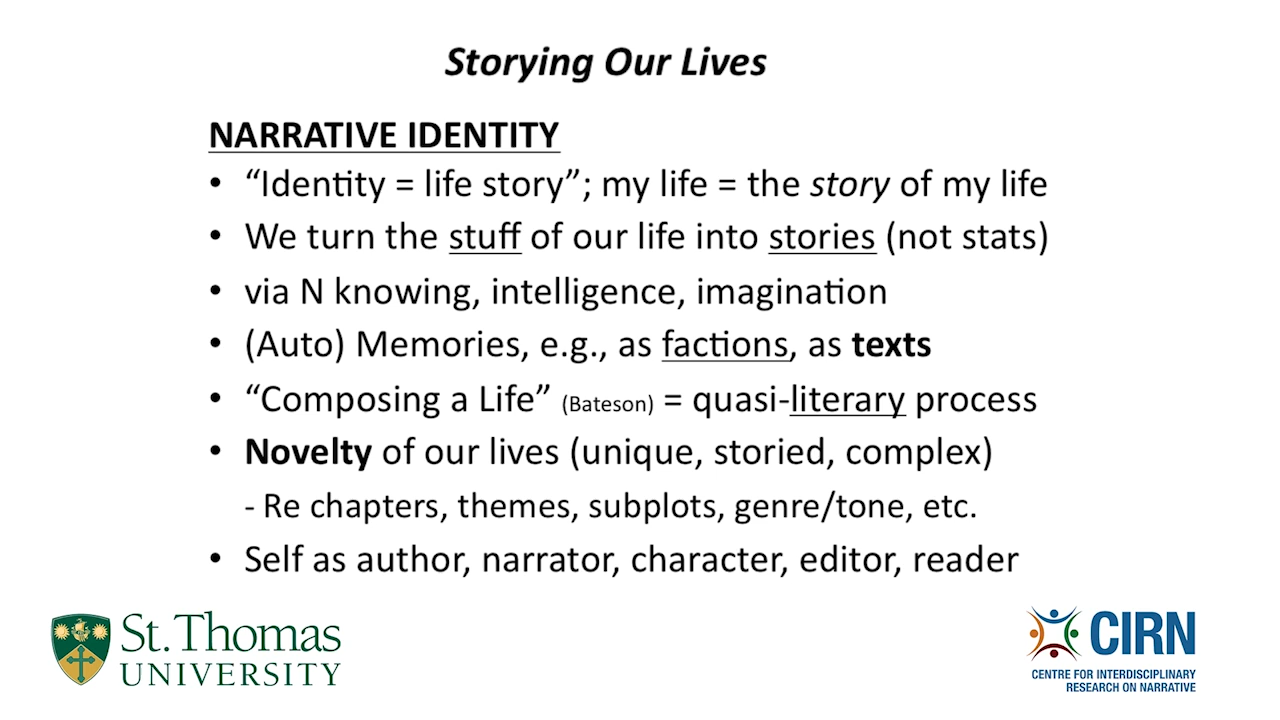 Storying Our Lives
NARRATIVE IDENTITY
• “Identity = life story”; my life = the story of my life
• We turn the stuff of our life into stories (not stats)
• via N knowing, intelligence, imagination
• (Auto) Memories, e.g., as factions, as texts
• “Composing a Life” (Bateson) = quasi-literary process
• Novelty of our lives (unique, storied, complex)
- Re chapters, themes, subplots, genre/tone, etc.
• Self as author, narrator, character, editor, reader
St. Thomas
UNIVERSITY
CIRN
CENTRE FOR INTERDISCIPLINARY
RESEARCH ON NARRATIVE